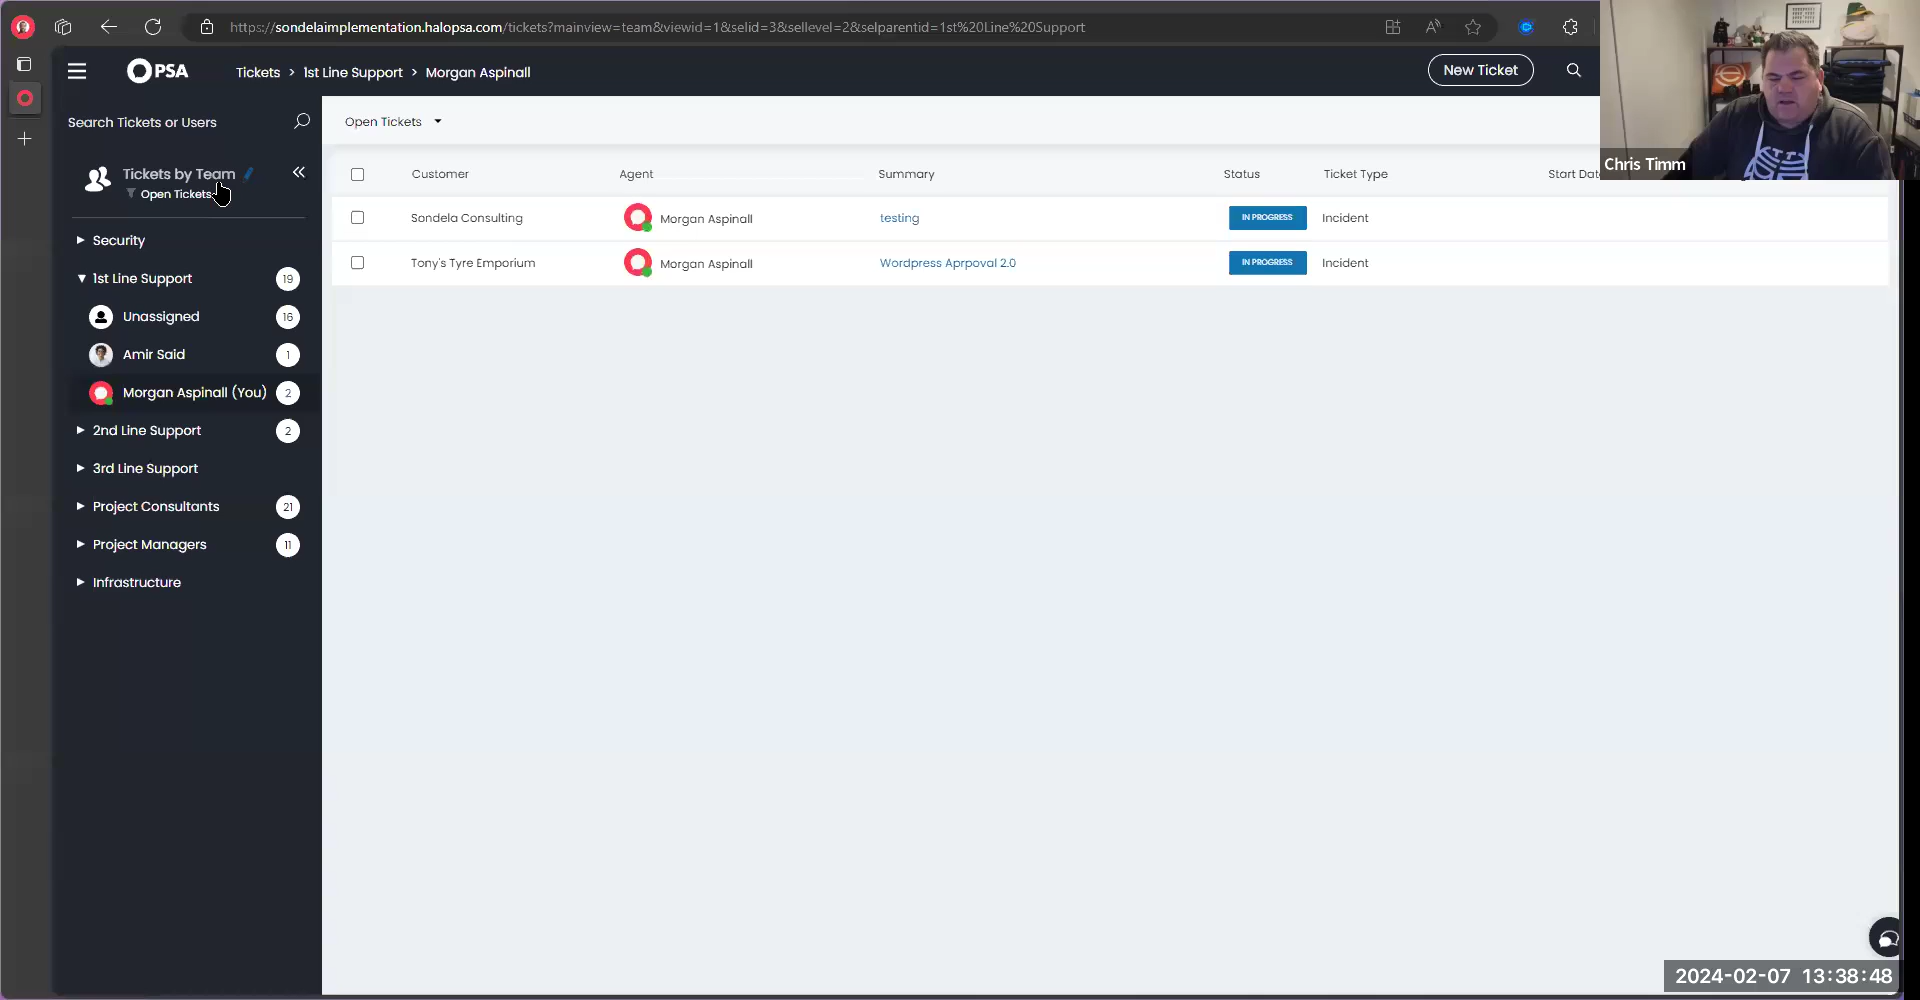 https://sondelaimplementation.halopsa.com/tickets?mainview=team&viewid=1&selid=3&sellevel=2&selparentid=1st%20Line%20Support
PSA
Tickets > 1st Line Support > Morgan Aspinall
New Ticket
Search Tickets or Users
Open Tickets
Chris Timm
Tickets by Team
Open Tickets
Customer Agent Summary Status Ticket Type Start Dat
Sondela Consulting Morgan Aspinall testing IN PROGRESS Incident
Tony's Tyre Emporium Morgan Aspinall Wordpress Aprpoval 2.0 IN PROGRESS Incident
Security
1st Line Support 19
Unassigned 16
Amir Said 1
Morgan Aspinall (You) 2
2nd Line Support 2
3rd Line Support
Project Consultants 21
Project Managers 11
Infrastructure
2024-02-07 13:38:48